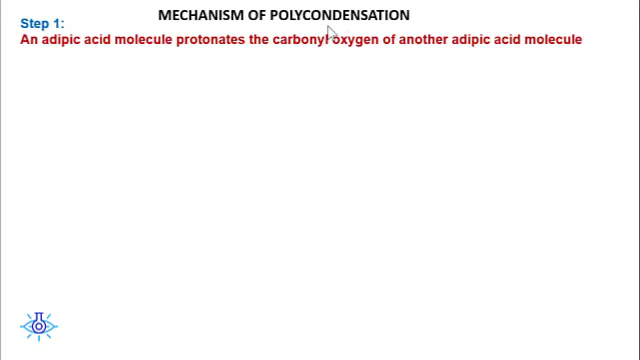 MECHANISM OF POLYCONDENSATION
Step 1:
An adipic acid molecule protonates the carbonyl oxygen of another adipic acid molecule